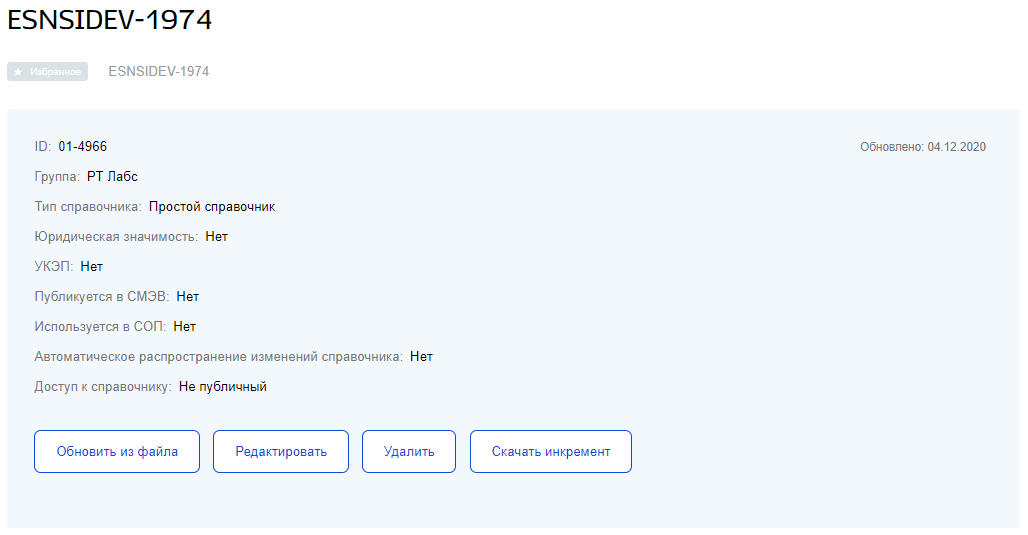 ESNSIDEV-1974
★ Избранное ESNSIDEV-1974
ID: 01-4966 Обновлено: 04.12.2020
Группа: РТ Лабс
Тип справочника: Простой справочник
Юридическая значимость: Нет
УКЭП: Нет
Публикуется в СМЭВ: Нет
Используется в СОП: Нет
Автоматическое распространение изменений справочника: Нет
Доступ к справочнику: Не публичный
Обновить из файла Редактировать Удалить Скачать инкремент